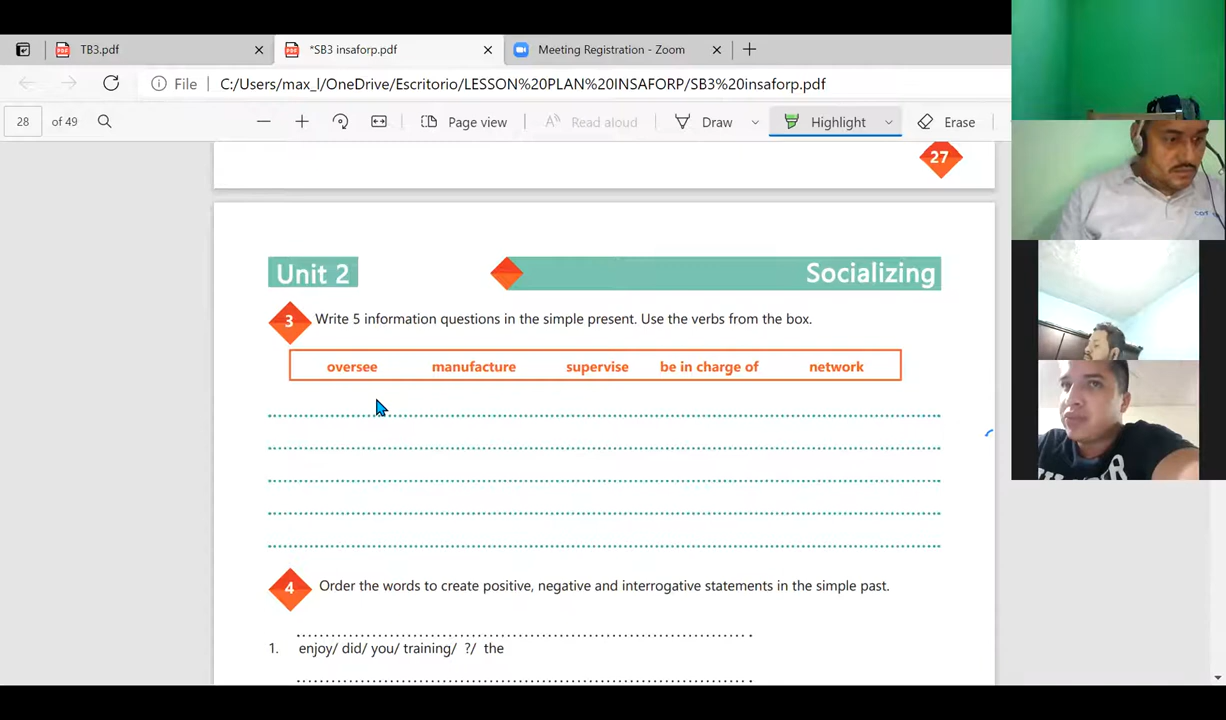 TB3.pdf
*SB3 insaforp.pdf
Meeting Registration - Zoom
File
C:/Users/max_l/OneDrive/Escritorio/LESSON%20PLAN%20INSAFORP/SB3%20insaforp.pdf
28 of 49
Page view
Read aloud
Draw
Highlight
Erase
27
Unit 2
Socializing
3 Write 5 information questions in the simple present. Use the verbs from the box.
oversee manufacture supervise be in charge of network
4 Order the words to create positive, negative and interrogative statements in the simple past.
1. enjoy/ did/ you/ training/ ?/ the